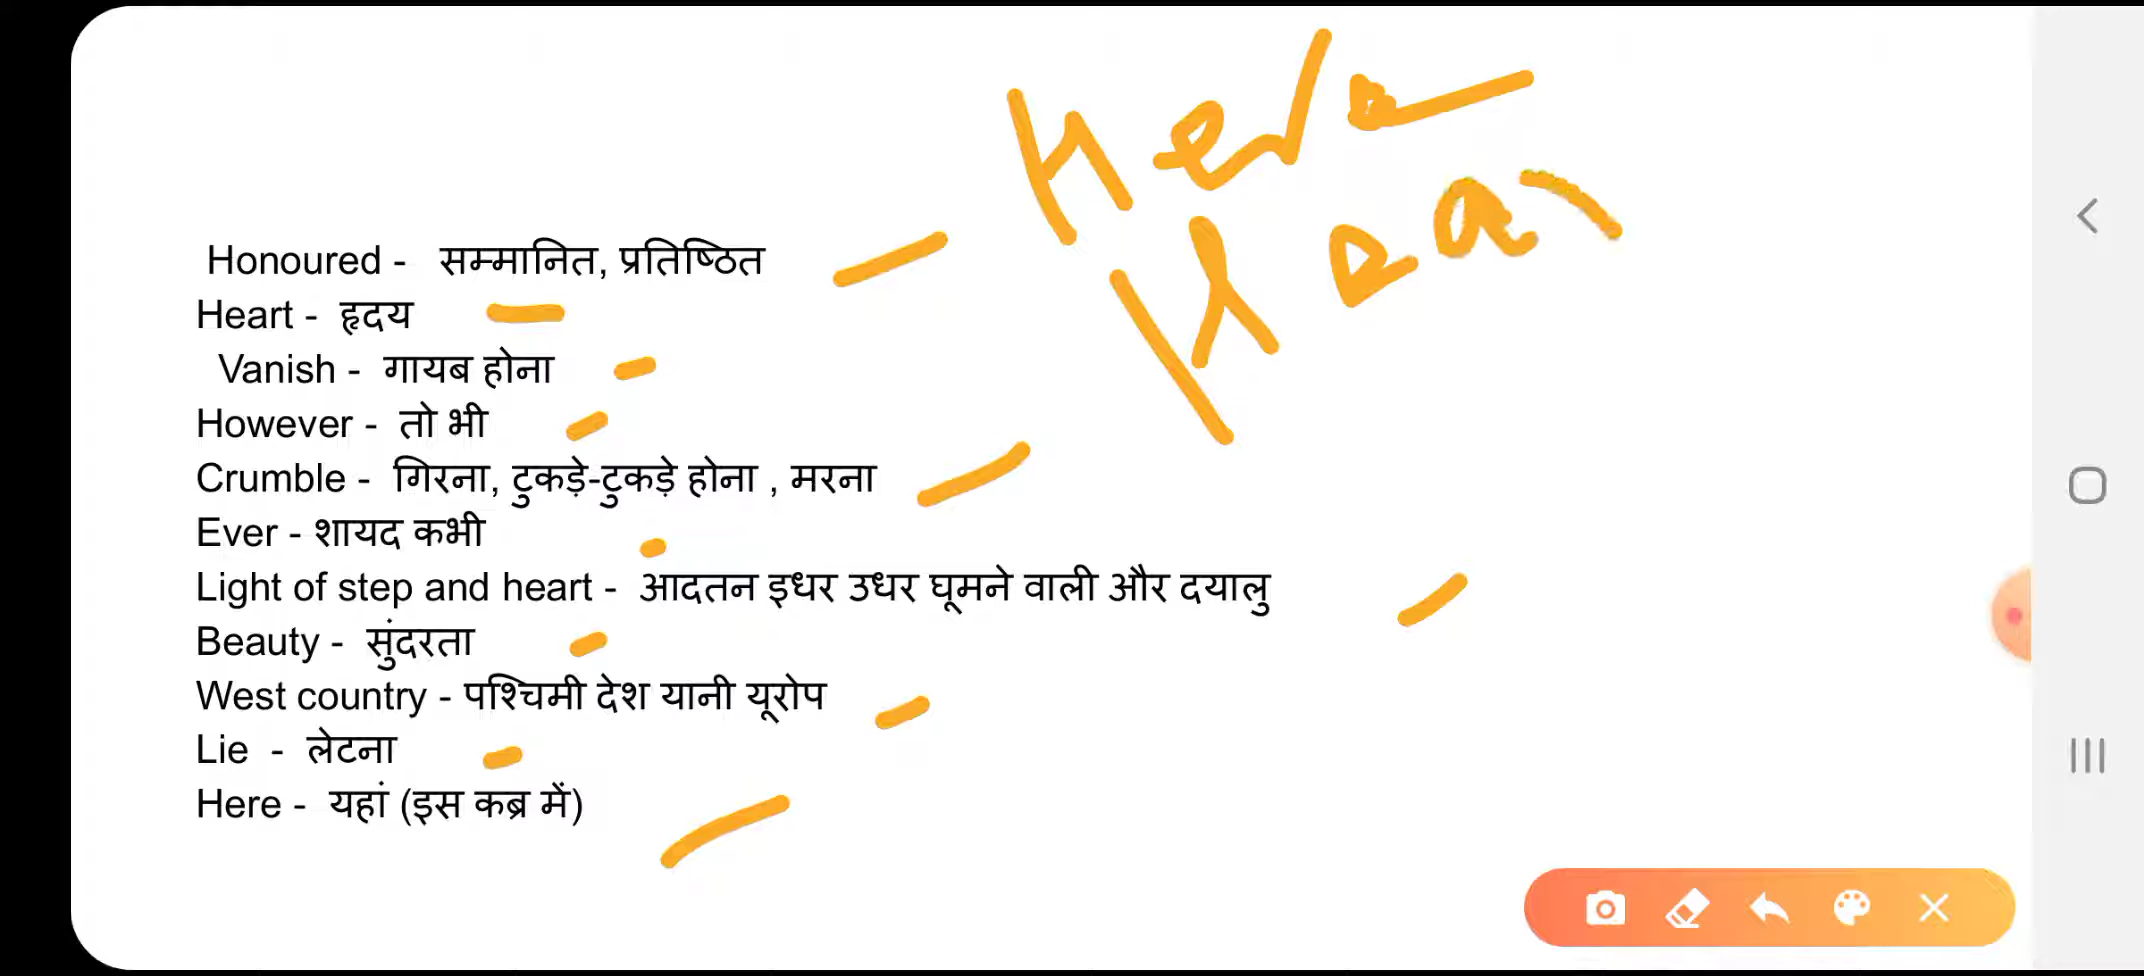 Here
Hear
Honoured - सम्मानित, प्रतिष्ठित
Heart - हृदय
Vanish - गायब होना
However - तो भी
Crumble - गिरना, टुकड़े-टुकड़े होना , मरना
Ever - शायद कभी
Light of step and heart - आदतन इधर उधर घूमने वाली और दयालु
Beauty - सुंदरता
West country - पश्चिमी देश यानी यूरोप
Lie - लेटना
Here - यहां (इस कब्र में)